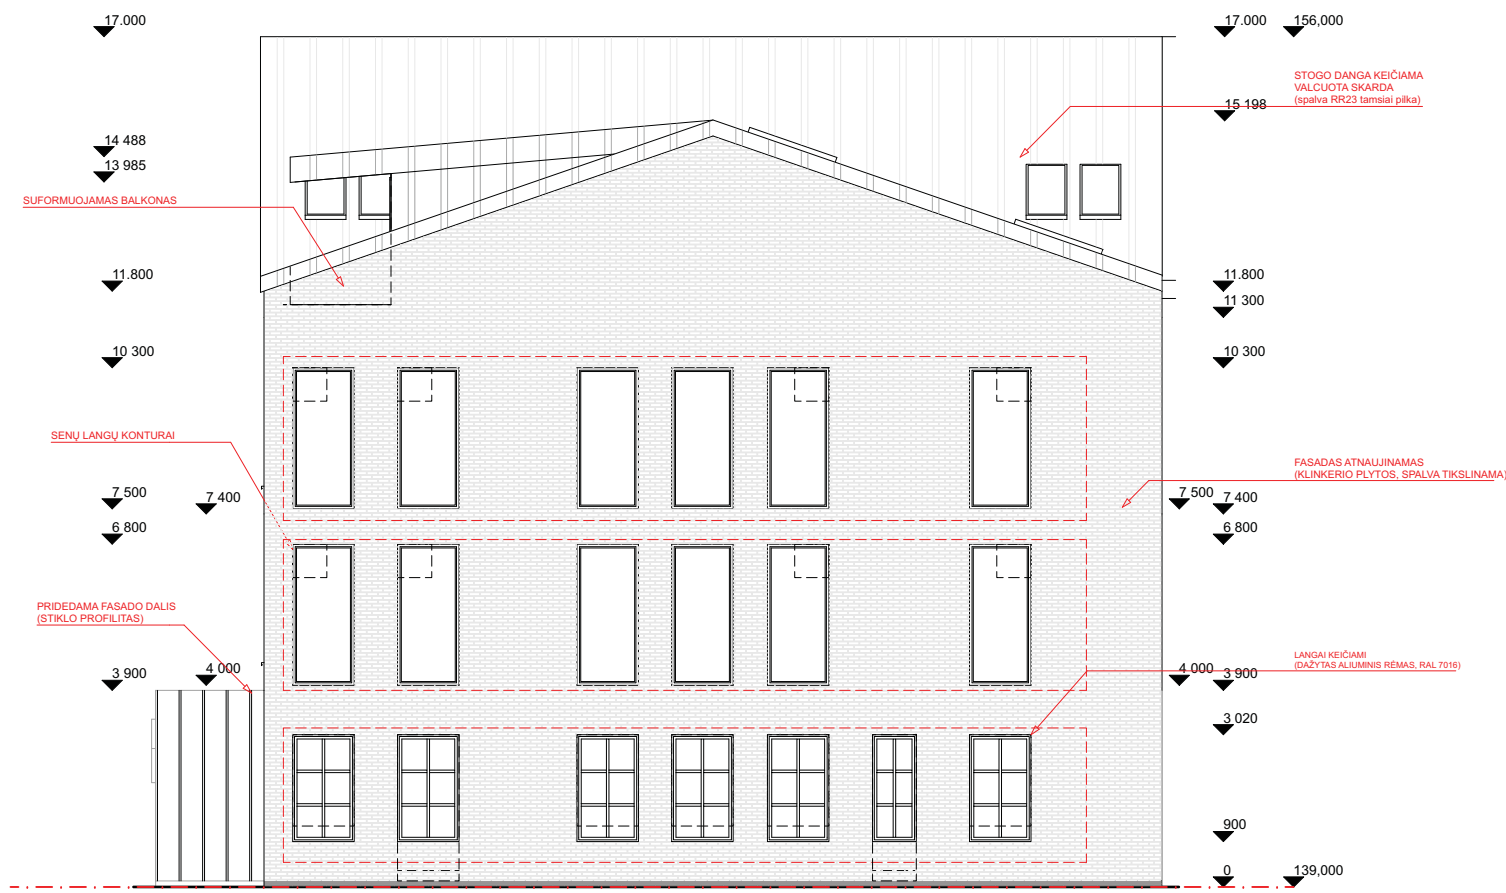 17.000
17.000
156,000
STOGO DANGA KEIČIAMA
VALCUOTA SKARDA
(spalva RR23 tamsiai pilka)
15 198
14 488
13 985
SUFORMUOJAMAS BALKONAS
11.800
11.800
11 300
10 300
10 300
SENŲ LANGŲ KONTURAI
FASADAS ATNAUJINAMAS
(KLINKERIO PLYTOS, SPALVA TIKSLINAMA)
7 500
7 400
7 500
7 400
6 800
6 800
PRIDEDAMA FASADO DALIS
(STIKLO PROFILITAS)
LANGAI KEIČIAMI
(DAŽYTAS ALIUMINIS RĖMAS, RAL 7016)
3 900
4 000
4 000
3 900
3 020
900
0
139,000